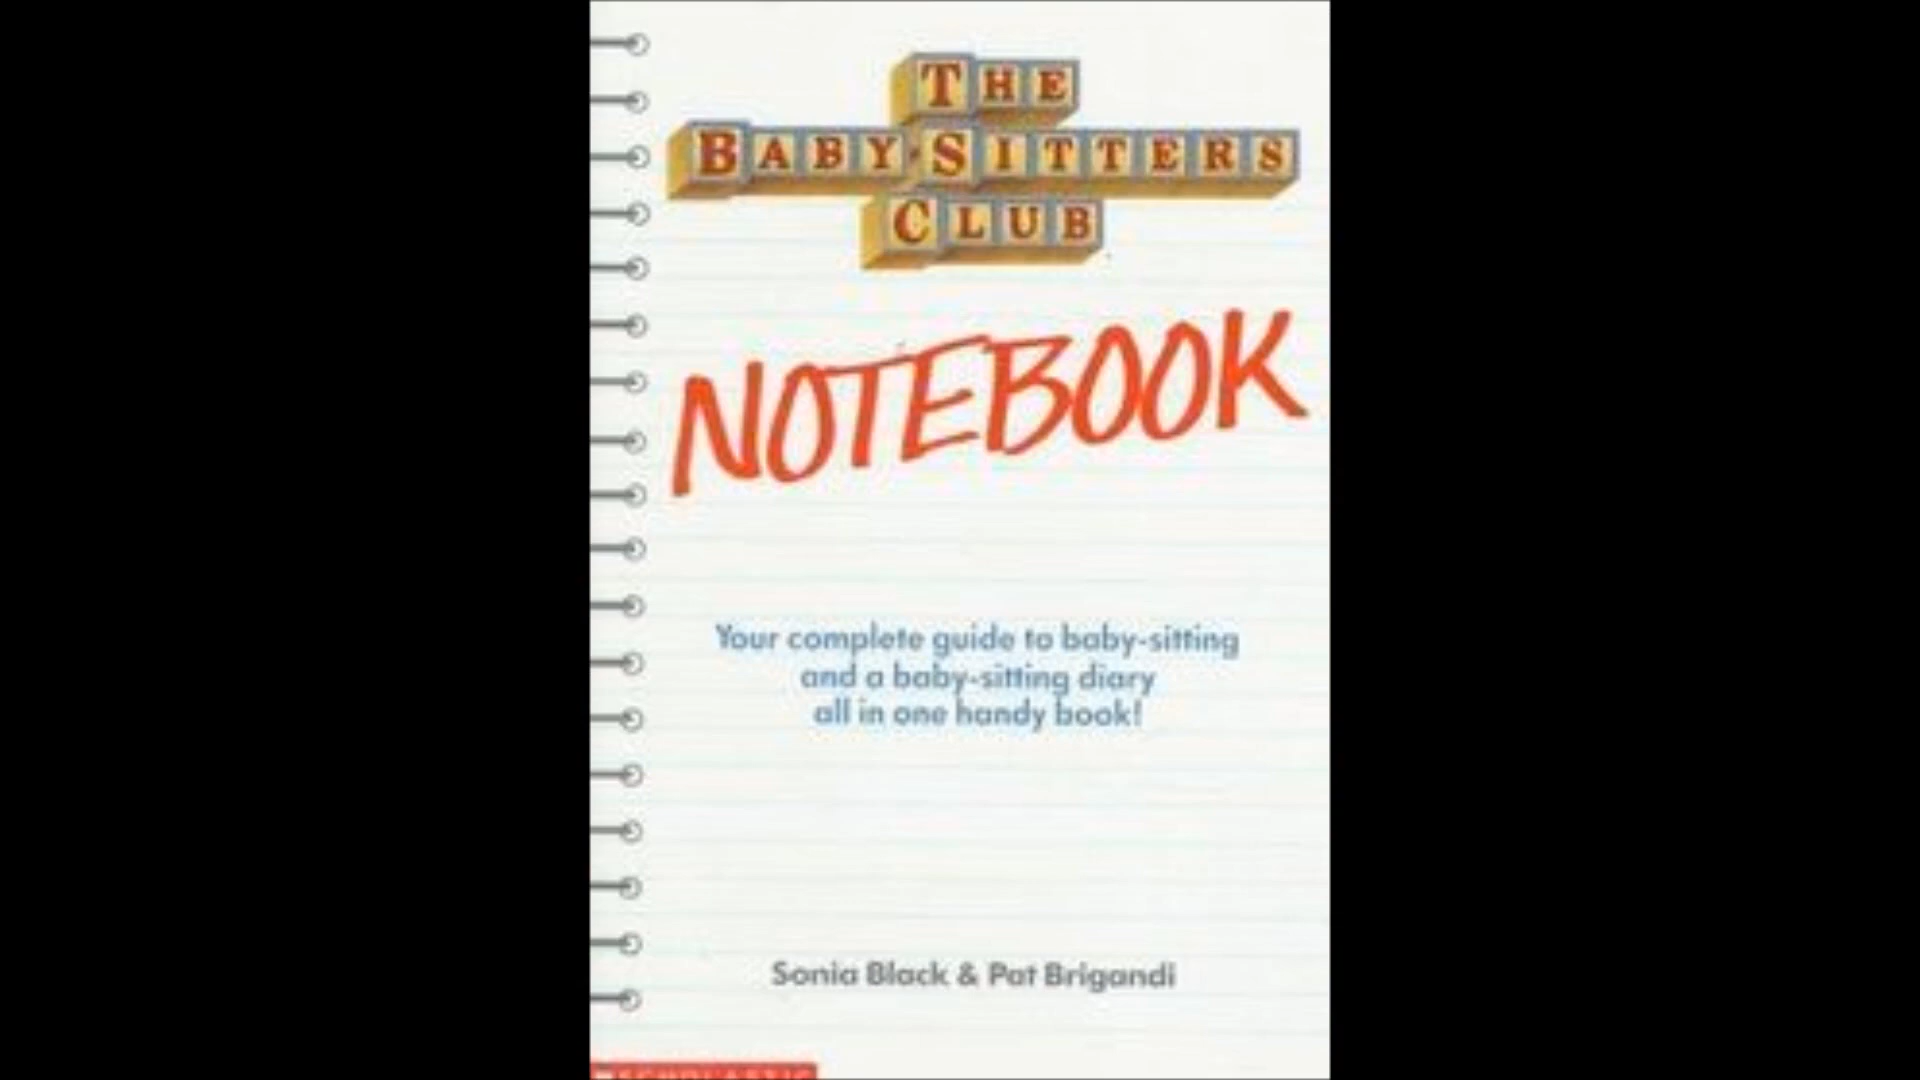 THE
BABY-SITTERS
CLUB
NOTEBOOK
Your complete guide to baby-sitting
and a baby-sitting diary
all in one handy book!
Sonia Black & Pat Brigandi
SCHOLASTIC